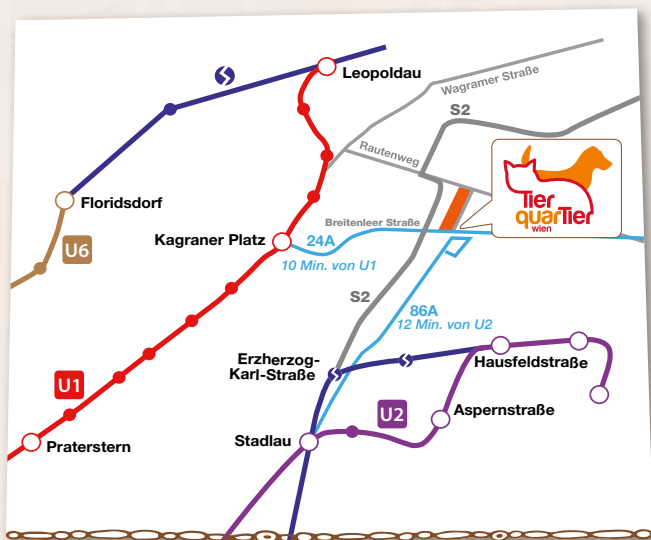 Leopoldau
Wagramer Straße
S2
Rautenweg
Tier
quarTier
wien
Floridsdorf
U6
Kagraner Platz
Breitenleer Straße
24A
10 Min. von U1
S2
86A
12 Min. von U2
Erzherzog-
Karl-Straße
Hausfeldstraße
U1
U2
Aspernstraße
Stadlau
Praterstern